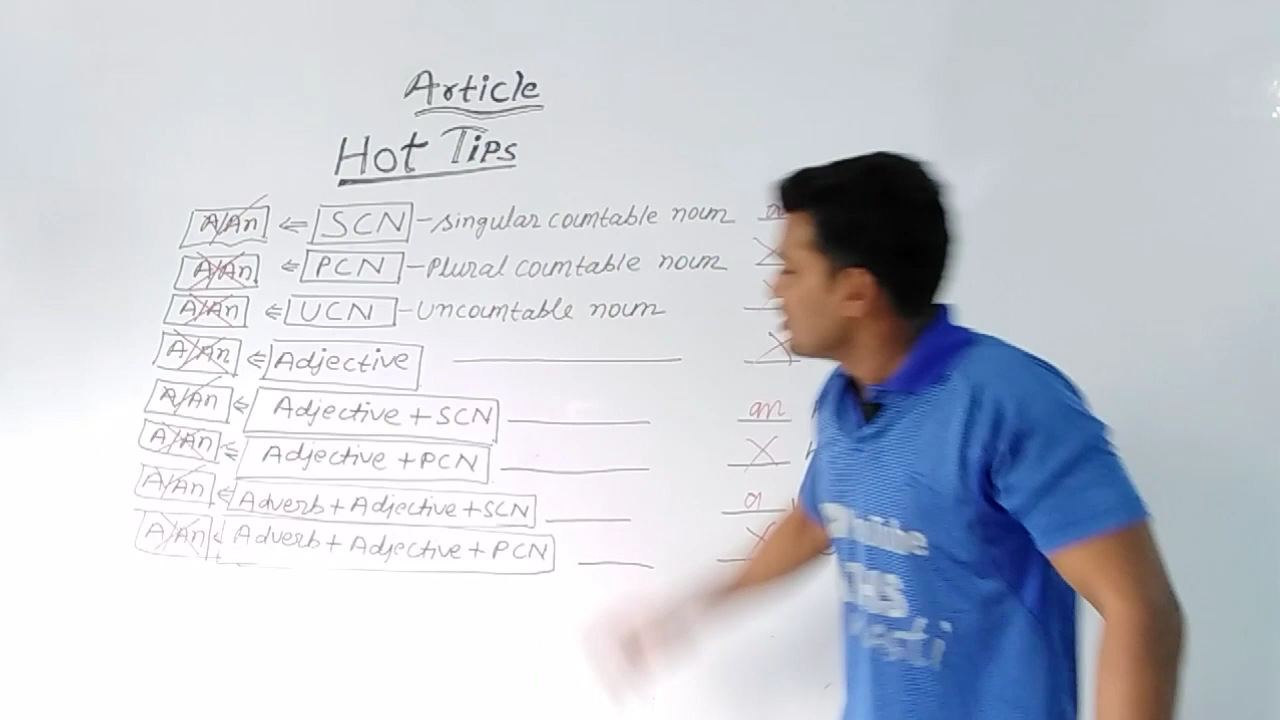 Article
Hot Tips
A/An ⇐ SCN - singular countable noun
A/An ⇐ PCN - Plural countable noun X
A/An ⇐ UCN - Uncountable noun
A/An ⇐ Adjective X
A/An ⇐ Adjective + SCN an
A/An ⇐ Adjective + PCN X
A/An ⇐ Adverb + Adjective + SCN a
A/An ⇐ Adverb + Adjective + PCN X